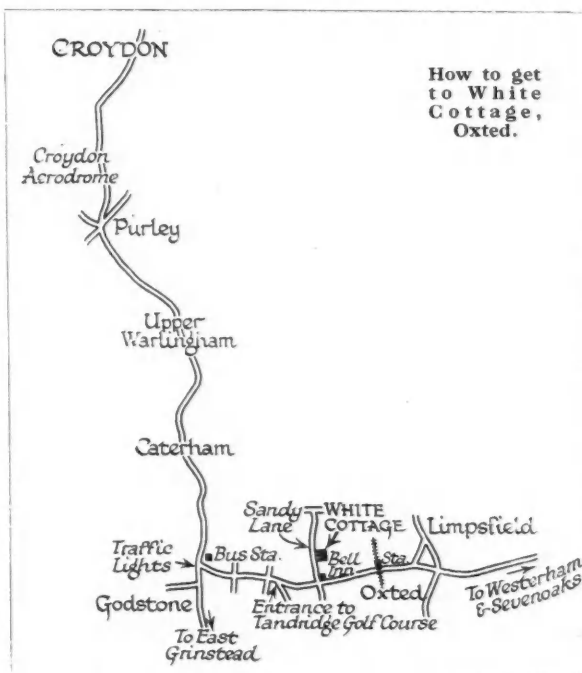 CROYDON
How to get
to White
Cottage,
Oxted.
Croydon
Acrodrome
Purley
Upper
Warlingham
Caterham
Sandy
Lane
WHITE
COTTAGE
Limpsfield
Traffic
Lights
Bus Sta.
Bell
Inn
Sta.
Oxted
Godstone
Entrance to
Tandridge Golf Course
To Westerham
& Sevenoaks
To East
Grinstead